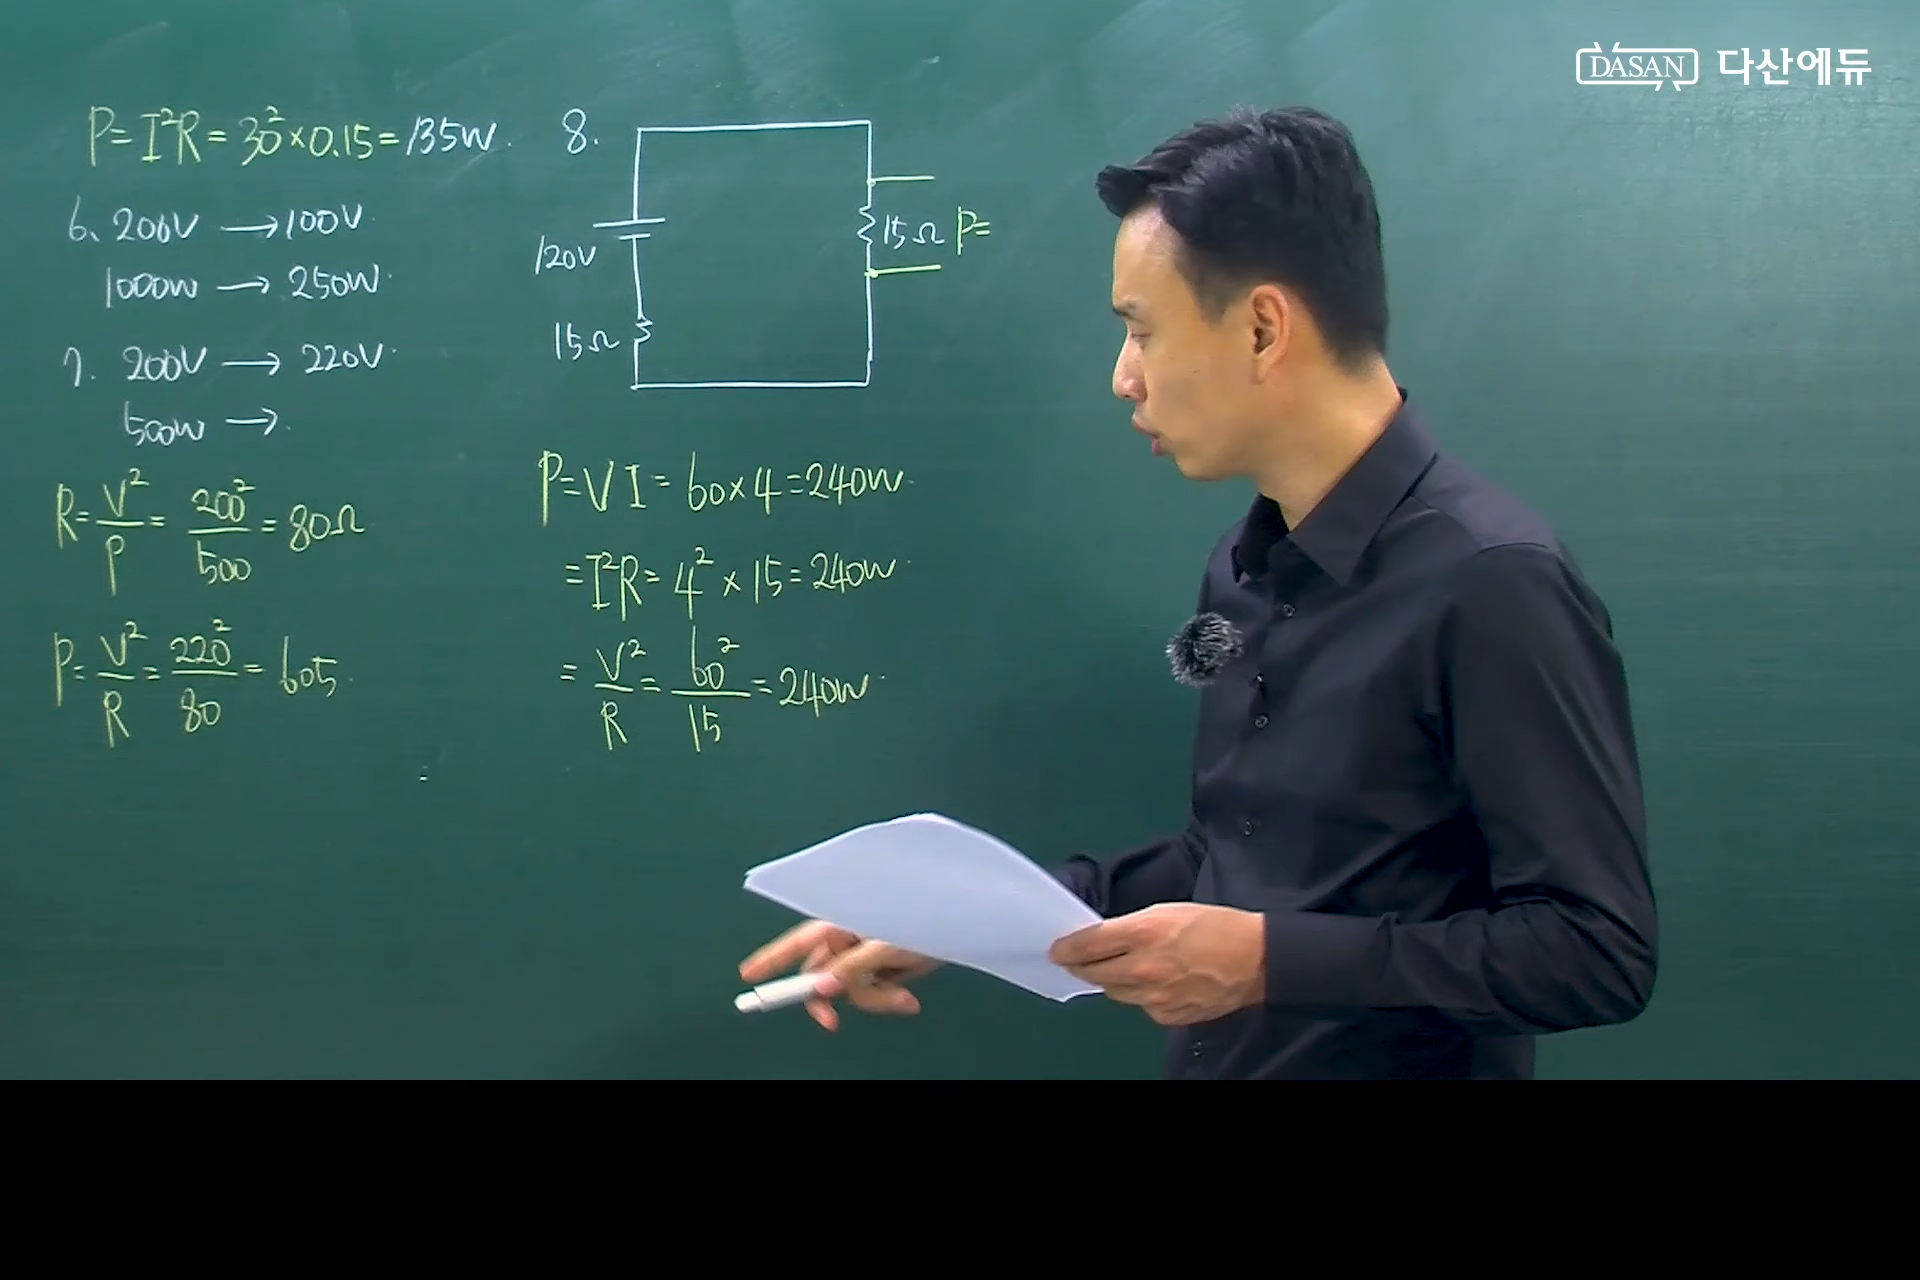 DASAN 다산에듀
P=I²R=30²×0.15=135W.
6. 200V → 100V.
1000W → 250W.
7. 200V → 220V.
500W →.
R=V²/P=200²/500=80Ω
P=V²/R=220²/80=605.
8.
120V
15Ω
15Ω P=
P=VI=60×4=240W.
=I²R=4²×15=240W.
=V²/R=60²/15=240W.